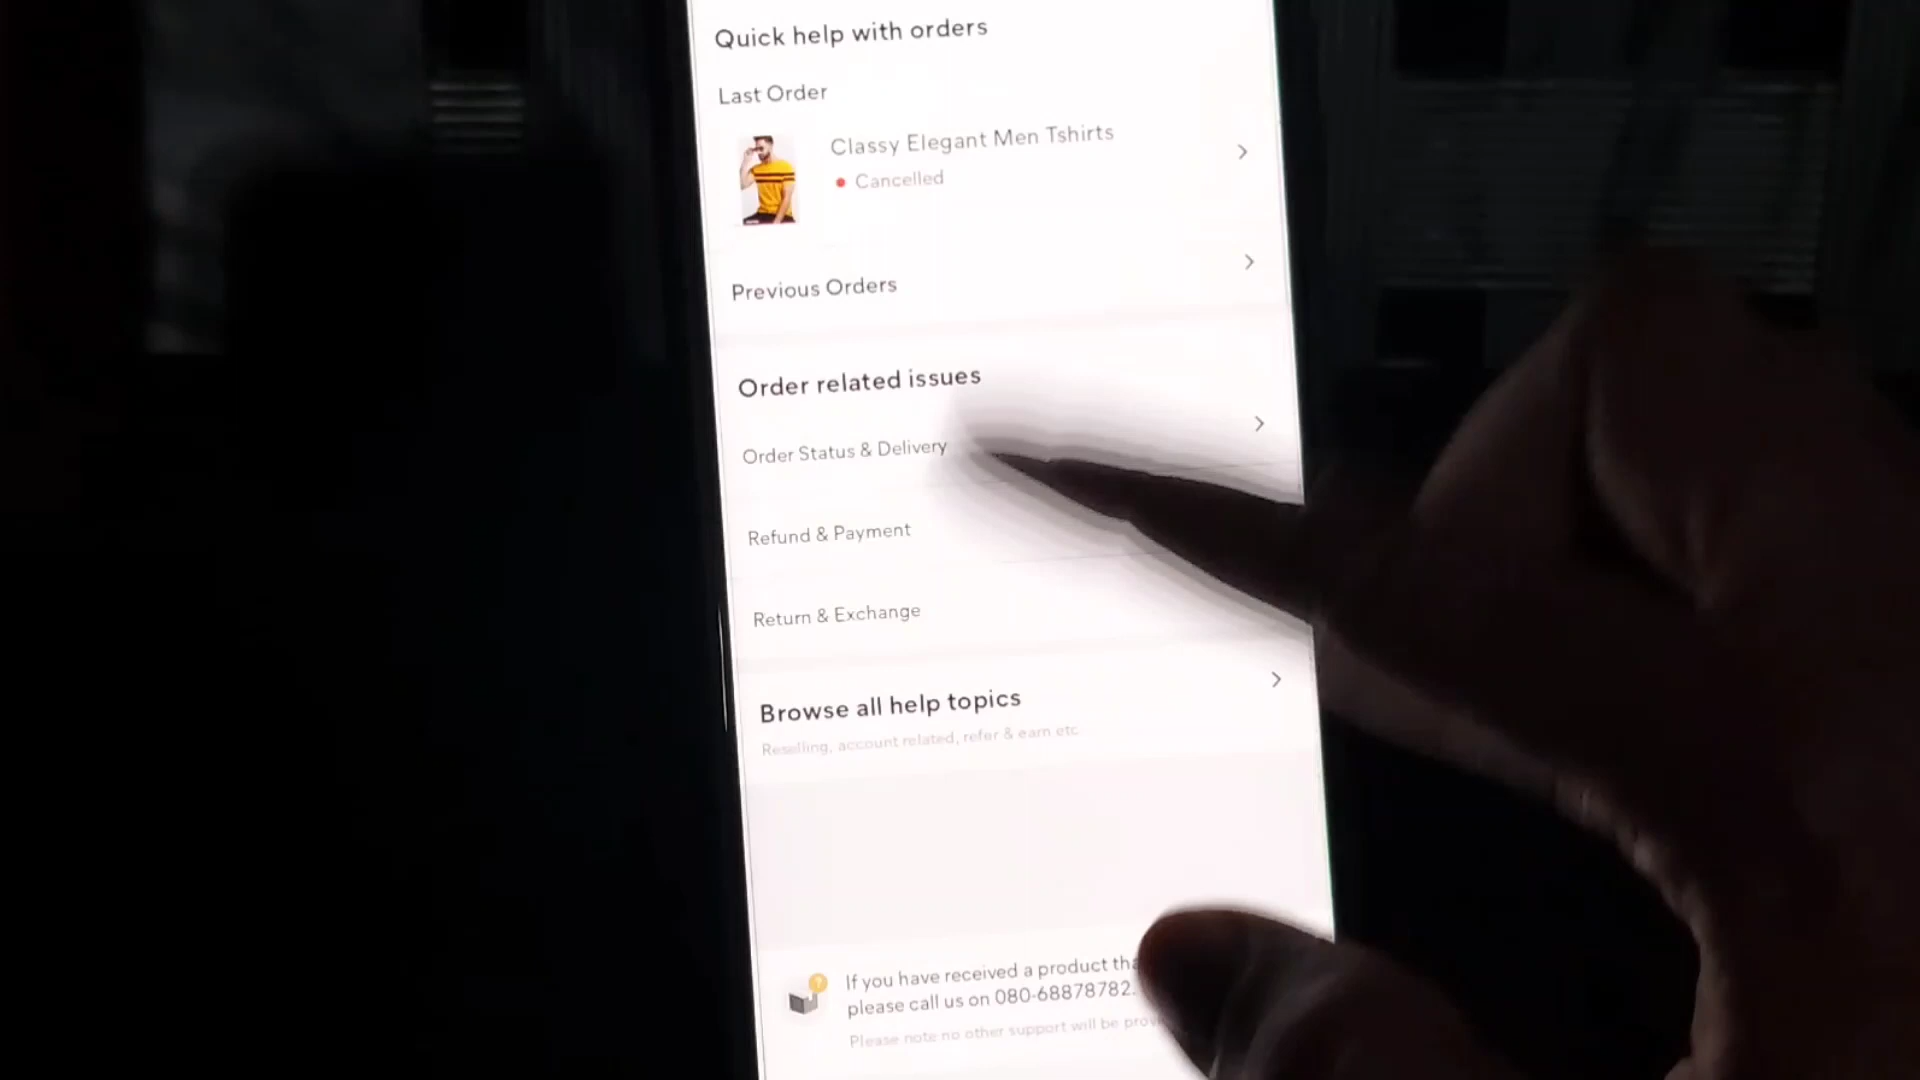 Quick help with orders
Last Order
Classy Elegant Men Tshirts
Cancelled
Previous Orders
Order related issues
Order Status & Delivery
Refund & Payment
Return & Exchange
Browse all help topics
Reselling, account related, refer & earn etc
If you have received a product
please call us on 080-68878782.
Please note no other support will be